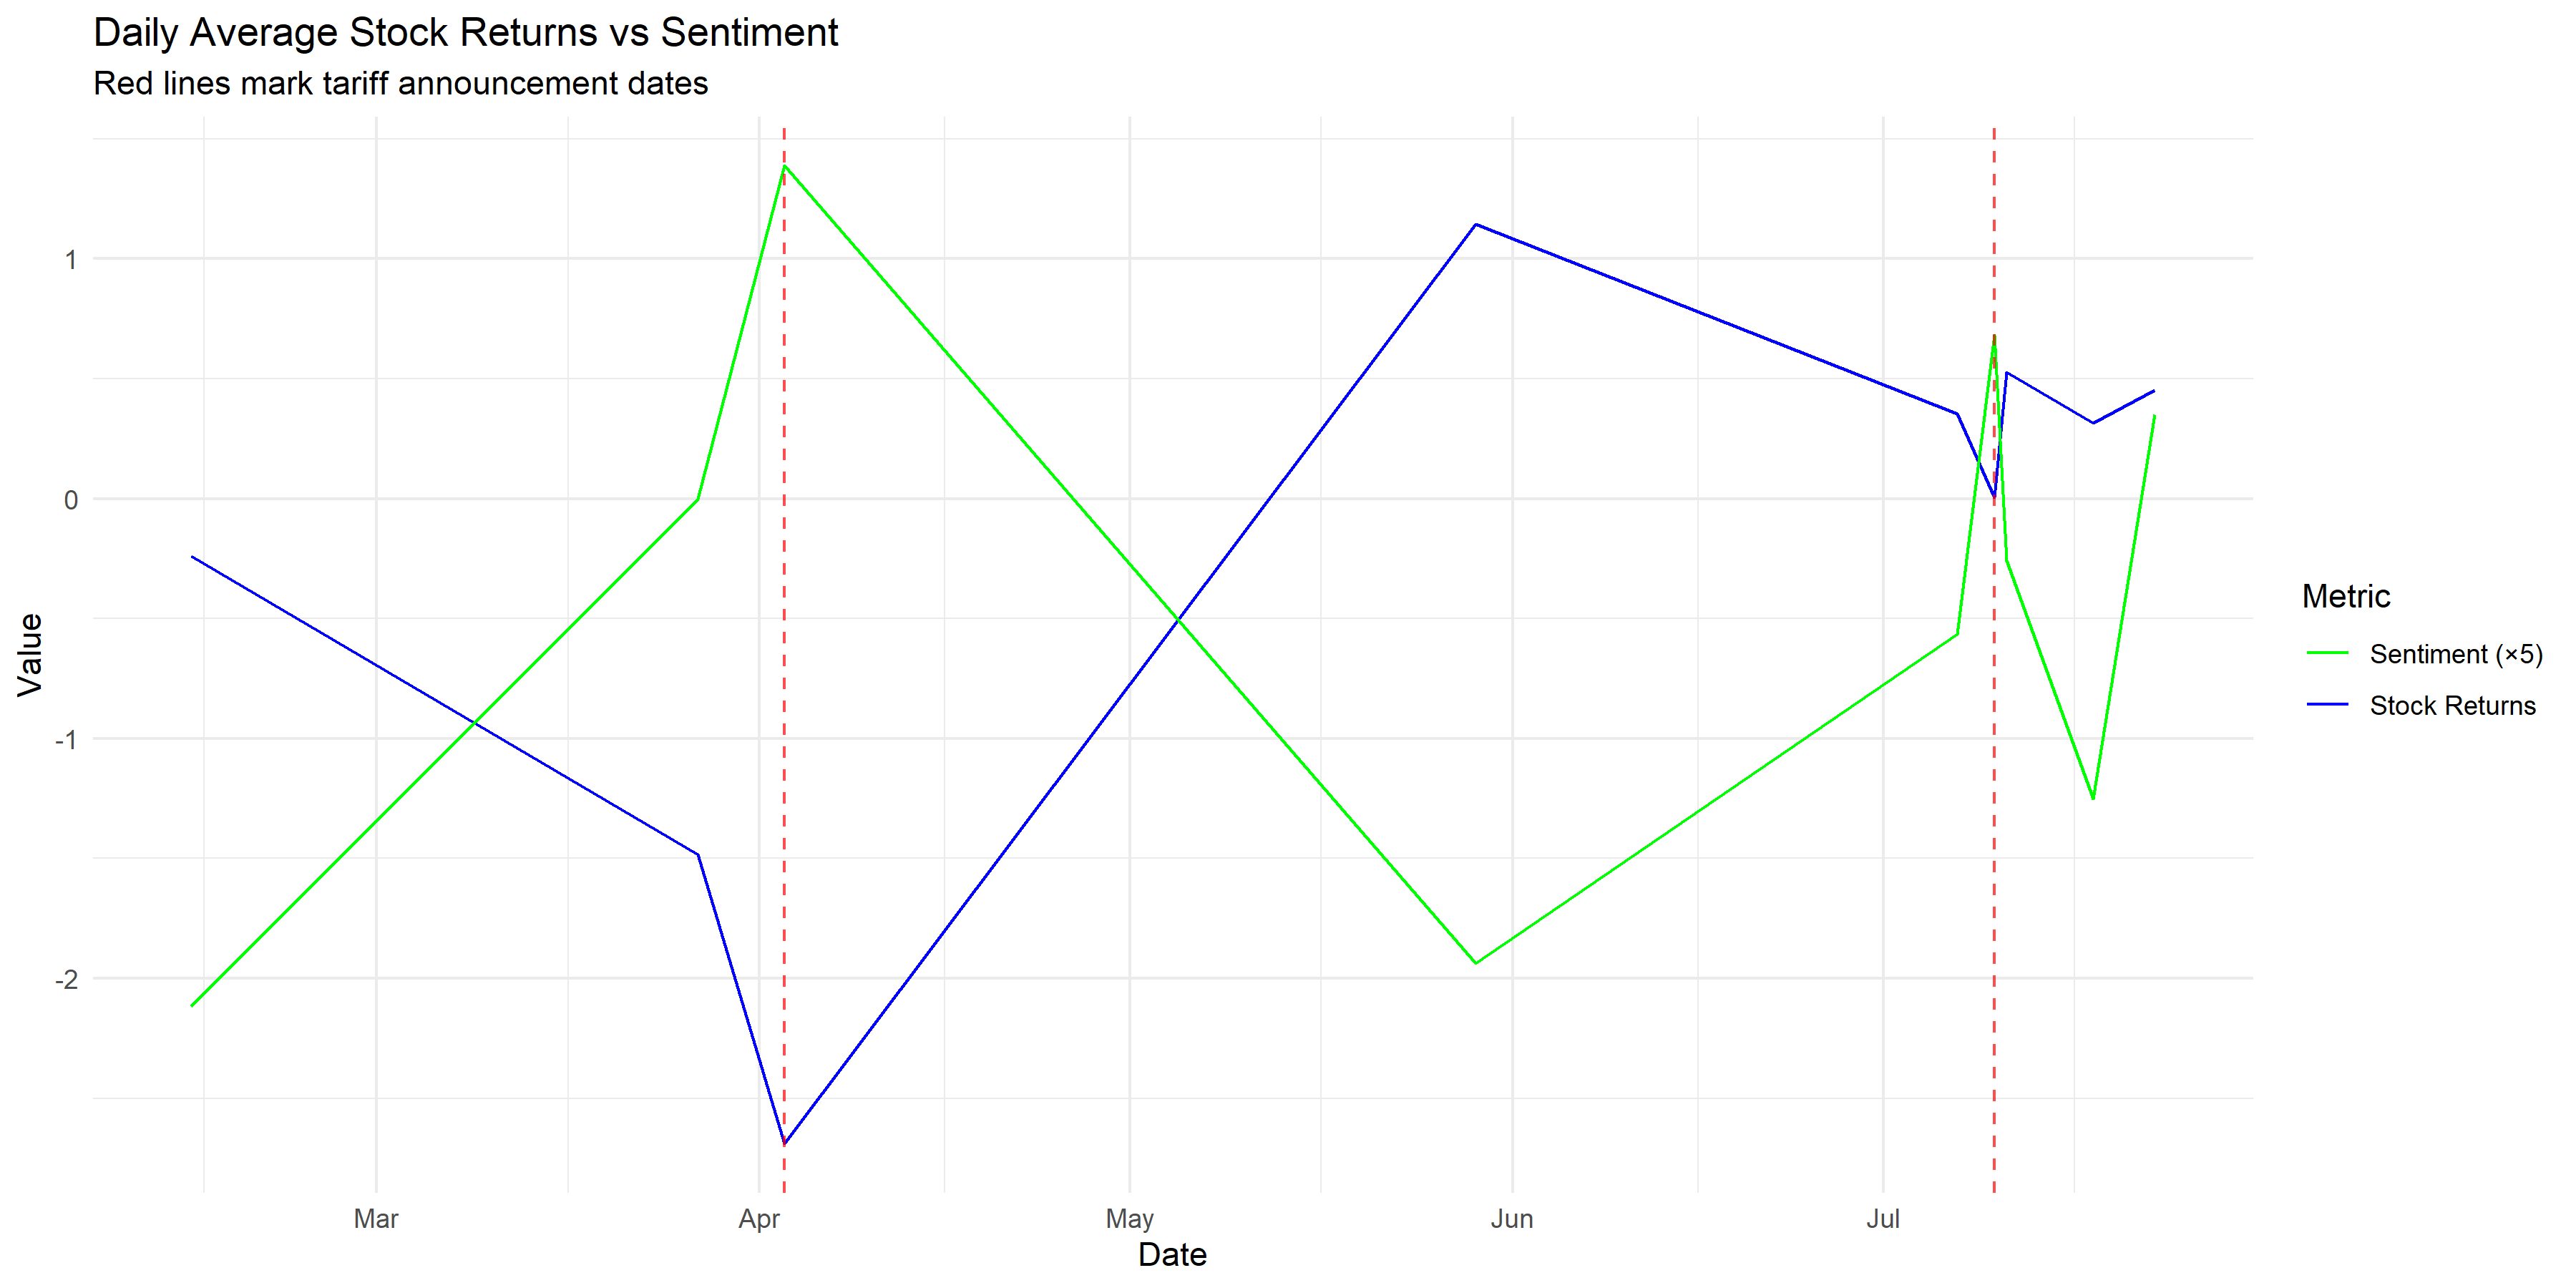 Daily Average Stock Returns vs Sentiment
Red lines mark tariff announcement dates
1
0
-1
-2
Value
Mar
Apr
May
Jun
Jul
Date
Metric
Sentiment (×5)
Stock Returns